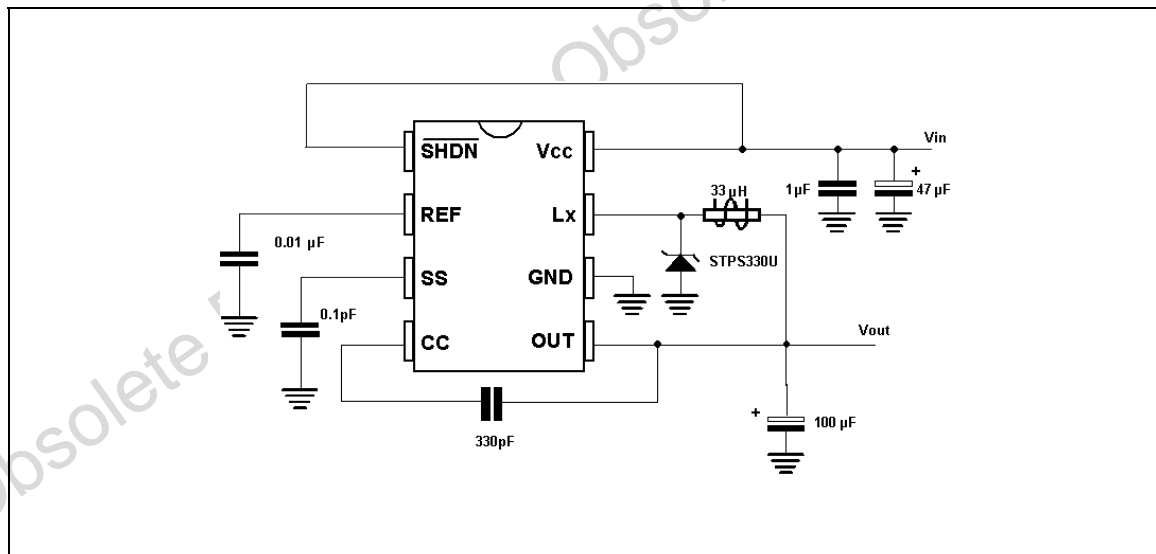 Obsol
SHDN
Vcc
Vin
REF
Lx
33 µH
1µF
+
47 µF
0.01 µF
SS
GND
STPS330U
0.1pF
CC
OUT
Vout
330pF
+
100 µF
Obsolete